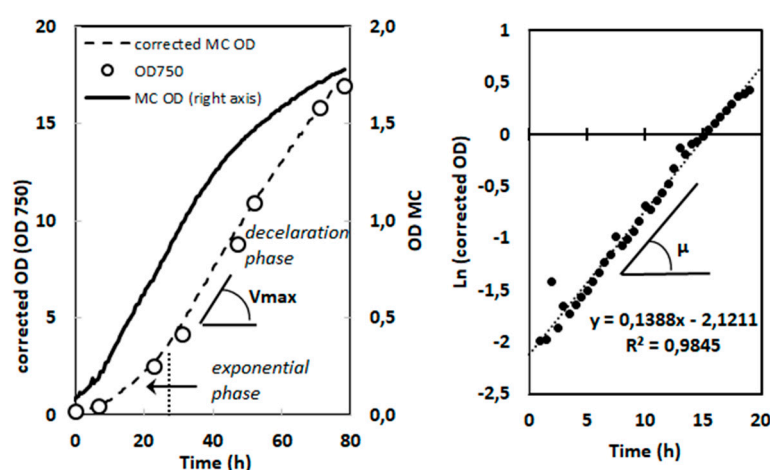 corrected MC OD
OD750
MC OD (right axis)
20
15
10
5
0
corrected OD (OD 750)
2,0
1,5
1,0
0,5
0,0
OD MC
decelaration
phase
Vmax
exponential
phase
0
20
40
60
80
Time (h)
1
0,5
0
-0,5
-1
-1,5
-2
-2,5
Ln (corrected OD)
μ
y = 0,1388x - 2,1211
R² = 0,9845
0
5
10
15
20
Time (h)